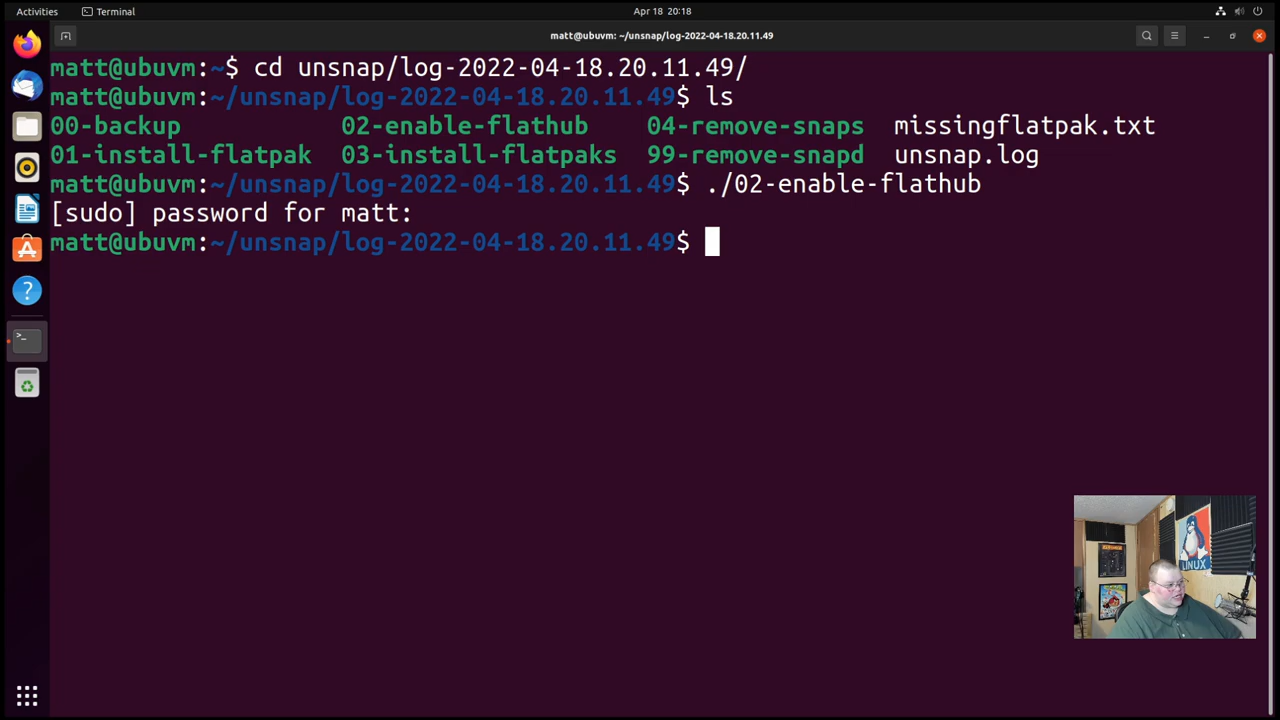 Activities
Terminal
Apr 18 20:18
matt@ubuvm: ~/unsnap/log-2022-04-18.20.11.49
matt@ubuvm:~$ cd unsnap/log-2022-04-18.20.11.49/
matt@ubuvm:~/unsnap/log-2022-04-18.20.11.49$ ls
00-backup 02-enable-flathub 04-remove-snaps missingflatpak.txt
01-install-flatpak 03-install-flatpaks 99-remove-snapd unsnap.log
matt@ubuvm:~/unsnap/log-2022-04-18.20.11.49$ ./02-enable-flathub
[sudo] password for matt:
matt@ubuvm:~/unsnap/log-2022-04-18.20.11.49$
LINUX